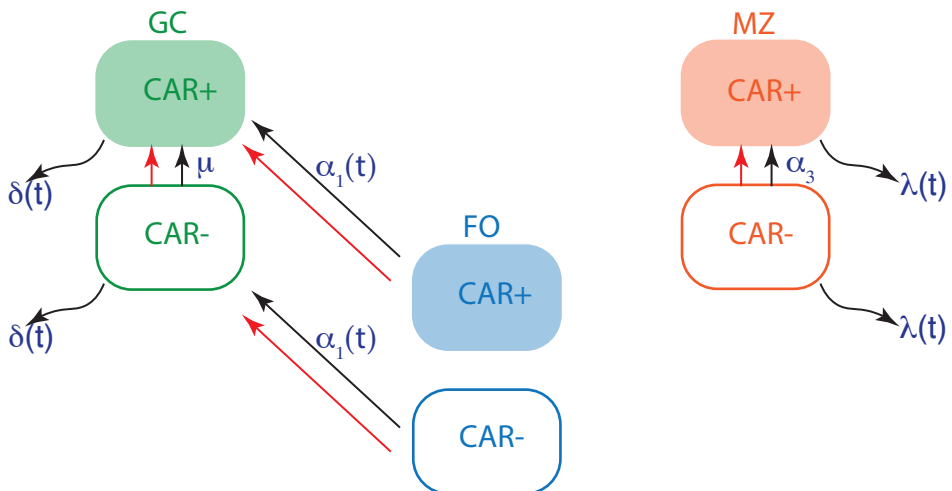 GC
MZ
CAR+
CAR+
α₁(t)
δ(t)
μ
α₃
λ(t)
CAR-
FO
CAR-
CAR+
δ(t)
α₁(t)
λ(t)
CAR-